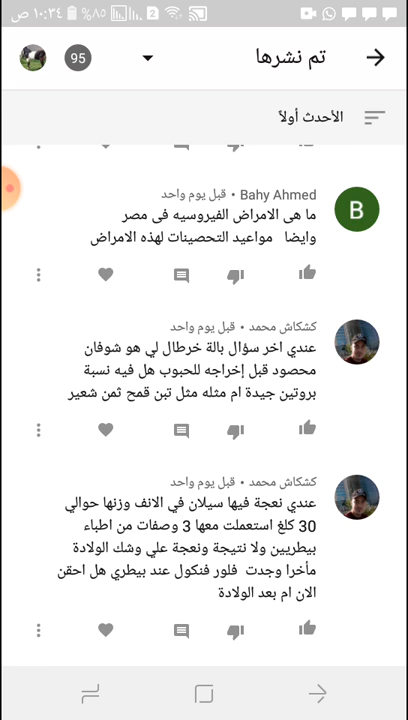 ١٠:٣٤ ص
%٨٥
2
تم نشرها
95
الأحدث أولاً
Bahy Ahmed • قبل يوم واحد
B
ما هى الامراض الفيروسيه فى مصر
وايضا مواعيد التحصينات لهذه الامراض
كشكاش محمد • قبل يوم واحد
عندي اخر سؤال بالة خرطال لي هو شوفان
محصود قبل إخراجه للحبوب هل فيه نسبة
بروتين جيدة ام مثله مثل تبن قمح ثمن شعير
كشكاش محمد • قبل يوم واحد
عندي نعجة فيها سيلان في الانف وزنها حوالي
30 كلغ استعملت معها 3 وصفات من اطباء
بيطريين ولا نتيجة ونعجة علي وشك الولادة
مأخرا وجدت فلور فنكول عند بيطري هل احقن
الان ام بعد الولادة